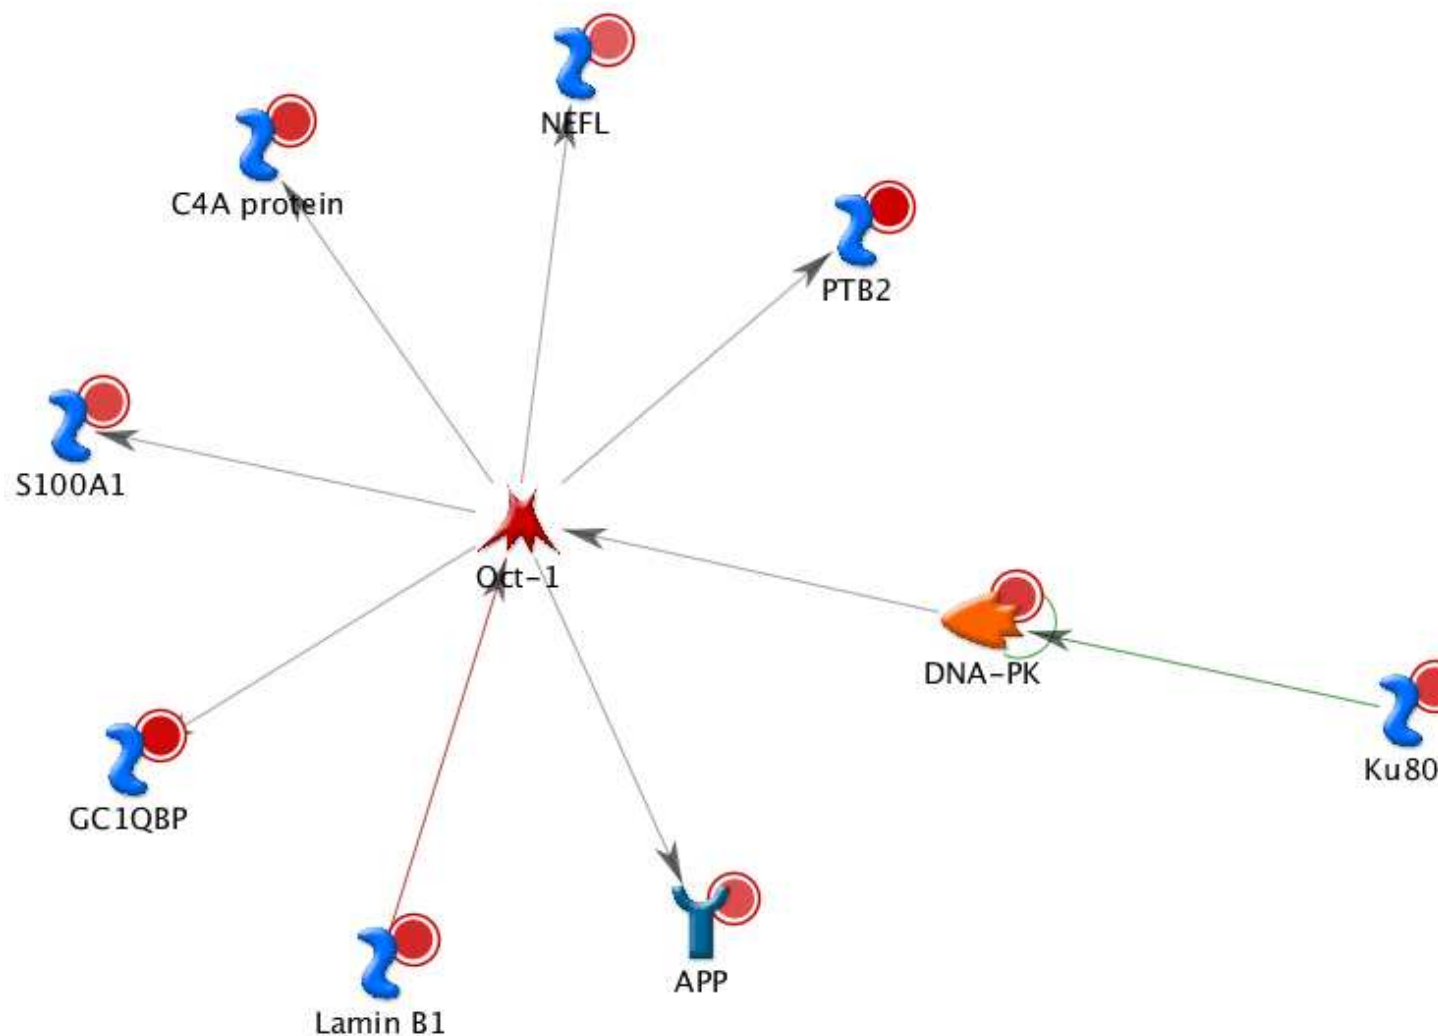 NEFL
C4A protein
PTB2
S100A1
Oct-1
DNA-PK
Ku80
GC1QBP
APP
Lamin B1